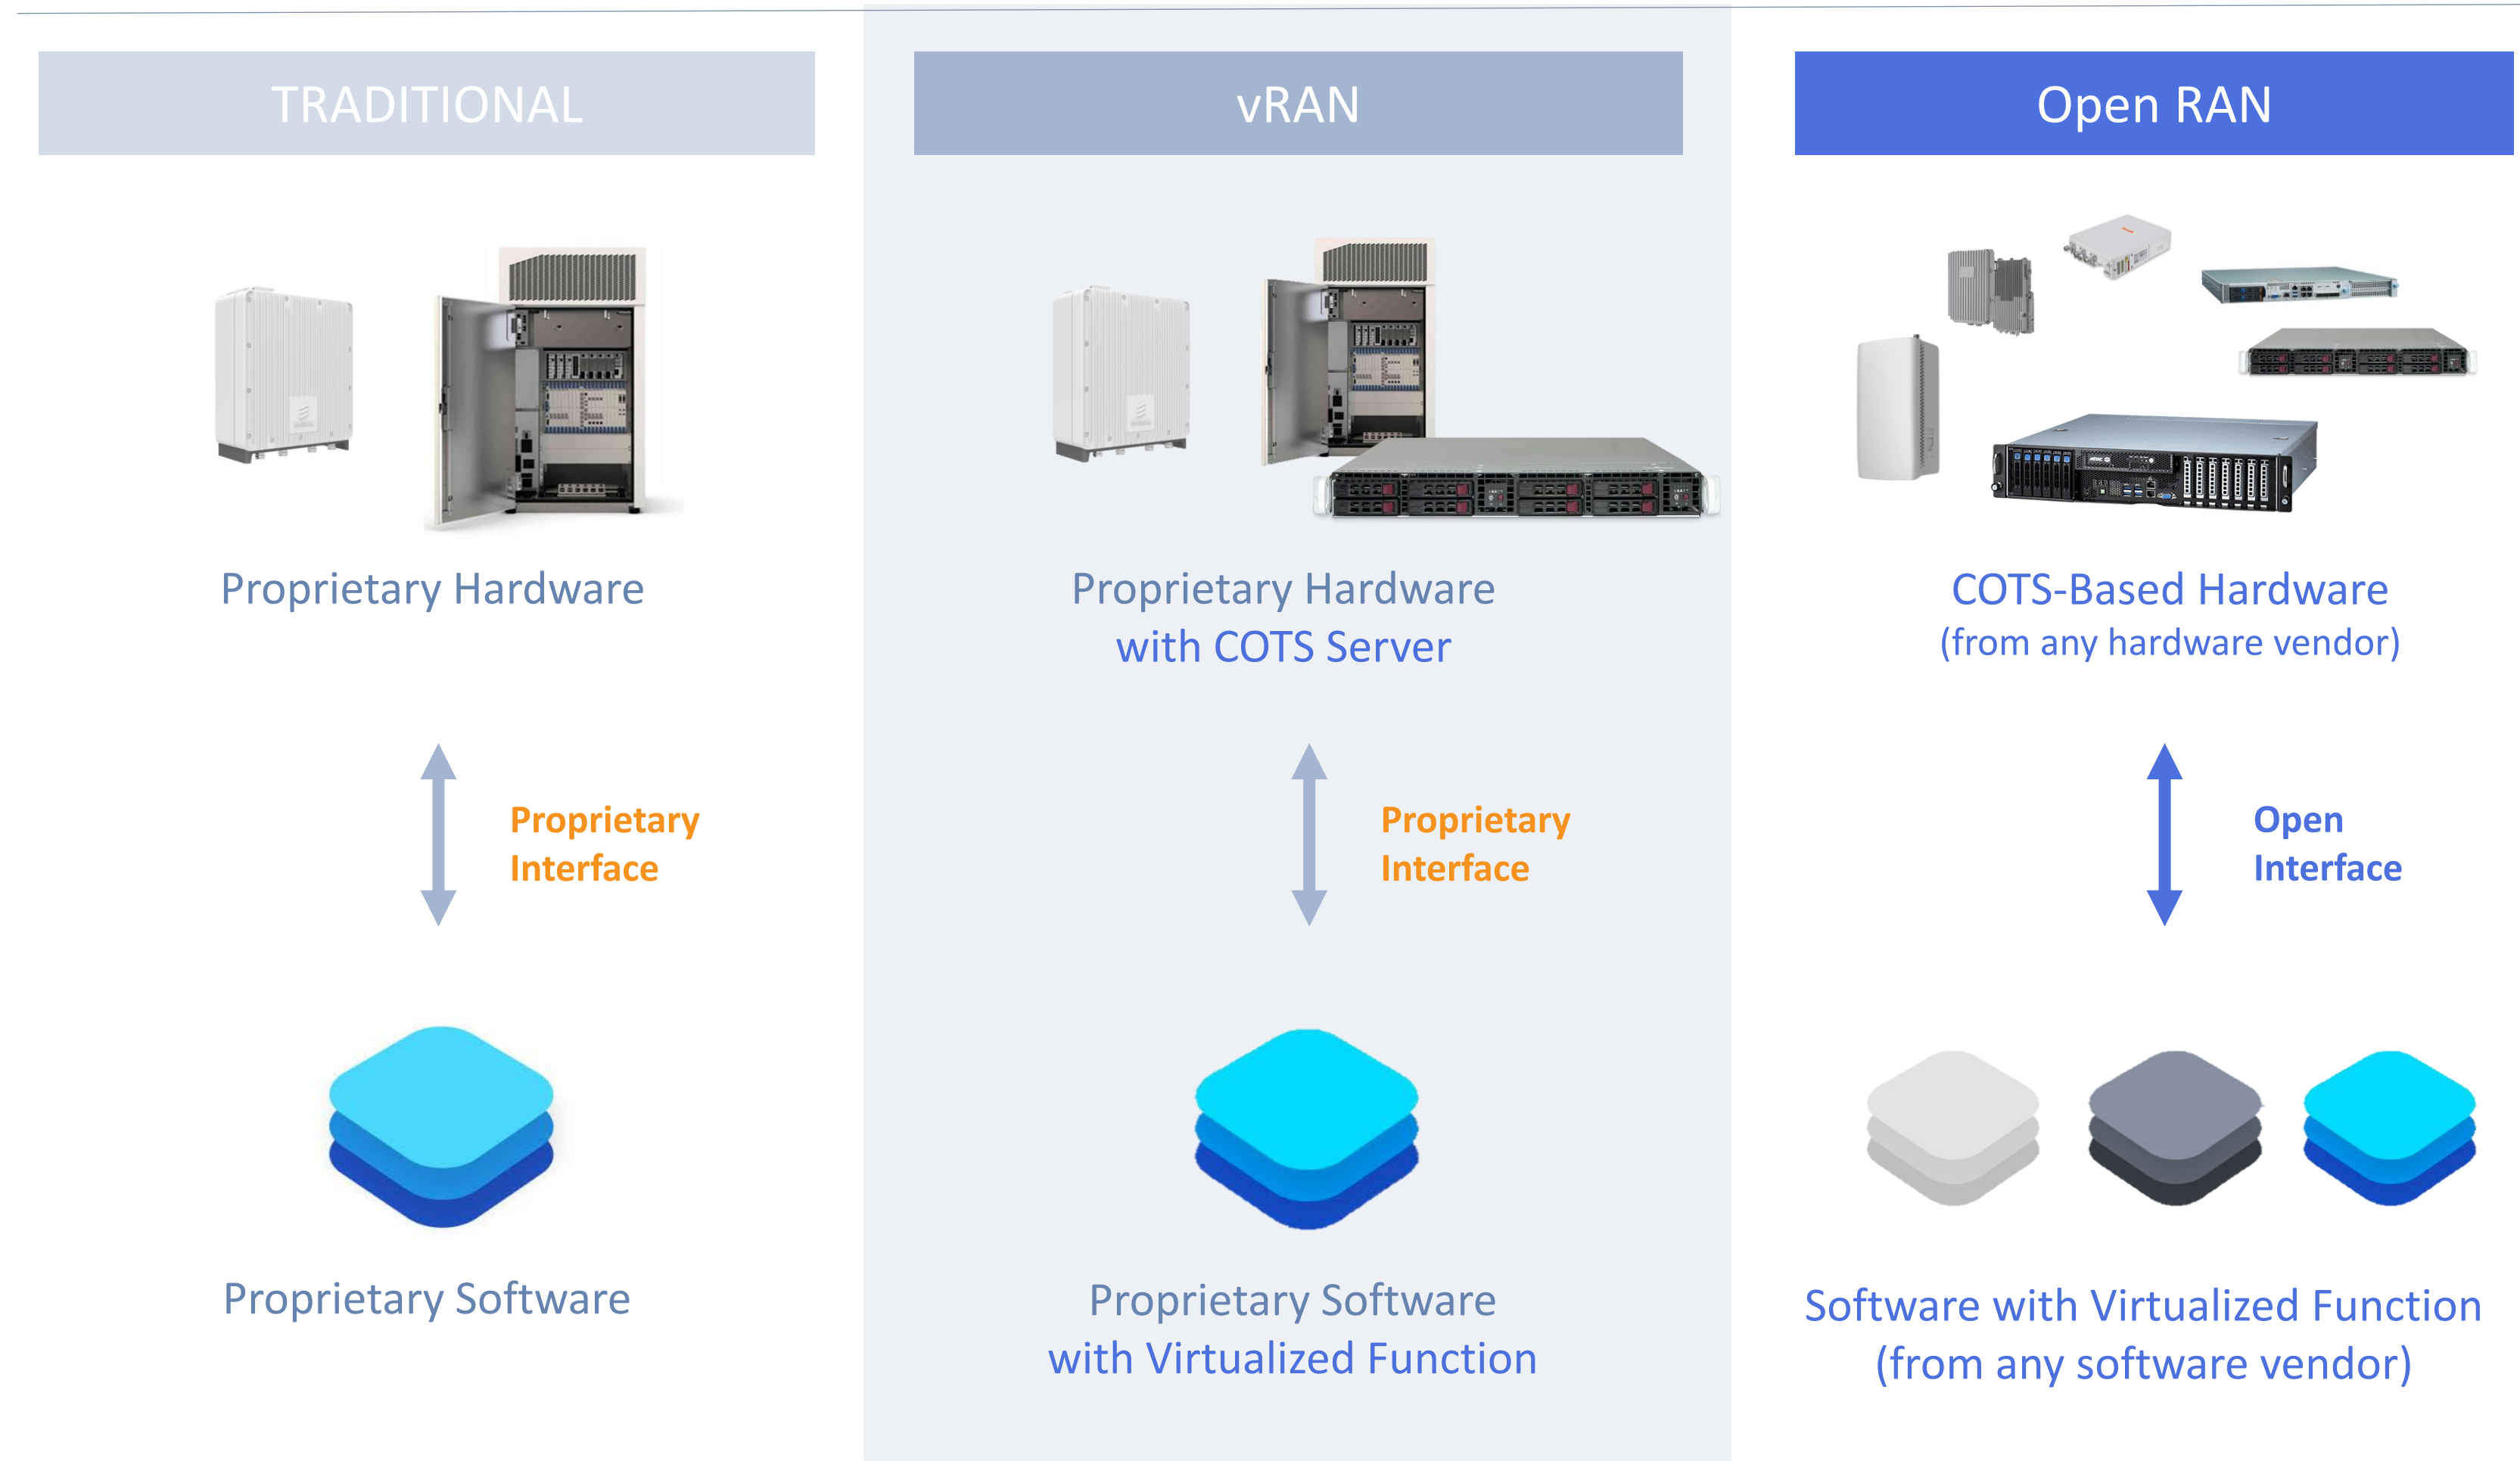 TRADITIONAL
Proprietary Hardware
Proprietary
Interface
Proprietary Software
vRAN
Proprietary Hardware
with COTS Server
Proprietary
Interface
Proprietary Software
with Virtualized Function
Open RAN
COTS-Based Hardware
(from any hardware vendor)
Open
Interface
Software with Virtualized Function
(from any software vendor)